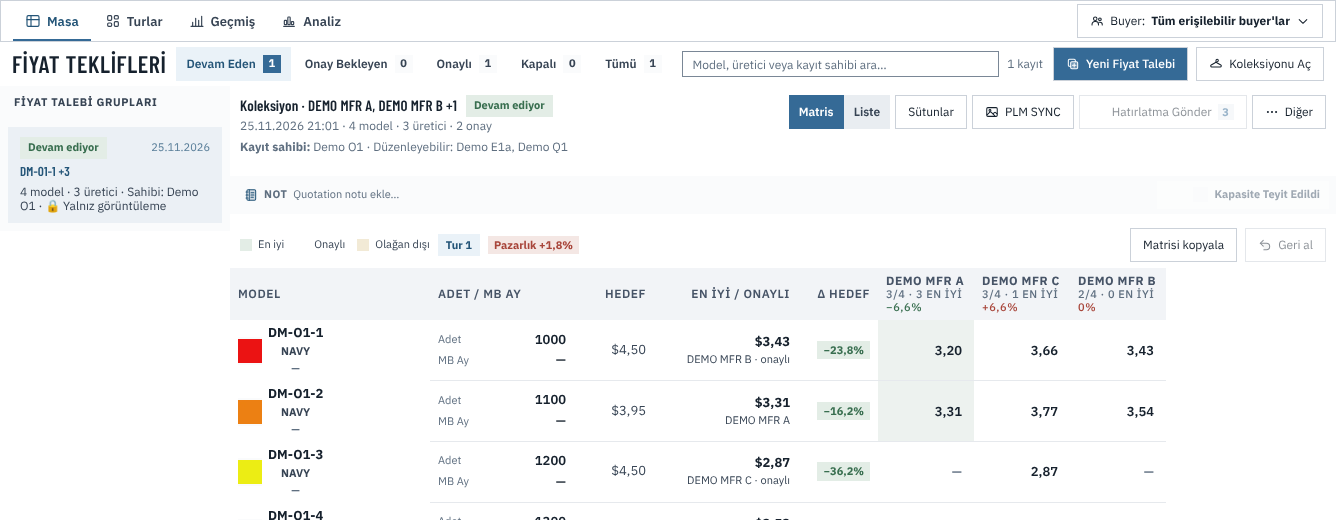 Masa Turlar Geçmiş Analiz Buyer: Tüm erişilebilir buyer'lar
FİYAT TEKLİFLERİ Devam Eden 1 Onay Bekleyen 0 Onaylı 1 Kapalı 0 Tümü 1 Model, üretici veya kayıt sahibi ara… 1 kayıt Yeni Fiyat Talebi Koleksiyonu Aç
FİYAT TALEBİ GRUPLARI
Devam ediyor 25.11.2026
DM-01-1 +3
4 model · 3 üretici · Sahibi: Demo
O1 · 🔒 Yalnız görüntüleme
Koleksiyon · DEMO MFR A, DEMO MFR B +1 Devam ediyor
25.11.2026 21:01 · 4 model · 3 üretici · 2 onay
Kayıt sahibi: Demo O1 · Düzenleyebilir: Demo E1a, Demo Q1
Matris Liste Sütunlar PLM SYNC Hatırlatma Gönder 3 ··· Diğer
NOT Quotation notu ekle… Kapasite Teyit Edildi
En iyi Onaylı Olağan dışı Tur 1 Pazarlık +1,8% Matrisi kopyala Geri al
MODEL ADET / MB AY HEDEF EN İYİ / ONAYLI Δ HEDEF
DEMO MFR A DEMO MFR C DEMO MFR B
3/4 · 3 EN İYİ 3/4 · 1 EN İYİ 2/4 · 0 EN İYİ
−6,6% +6,6% 0%
DM-O1-1
NAVY
—
Adet 1000
MB Ay —
$4,50
$3,43
DEMO MFR B · onaylı
−23,8% 3,20 3,66 3,43
DM-O1-2
NAVY
—
Adet 1100
MB Ay —
$3,95
$3,31
DEMO MFR A
−16,2% 3,31 3,77 3,54
DM-O1-3
NAVY
—
Adet 1200
MB Ay —
$4,50
$2,87
DEMO MFR C · onaylı
−36,2% — 2,87 —
DM-O1-4